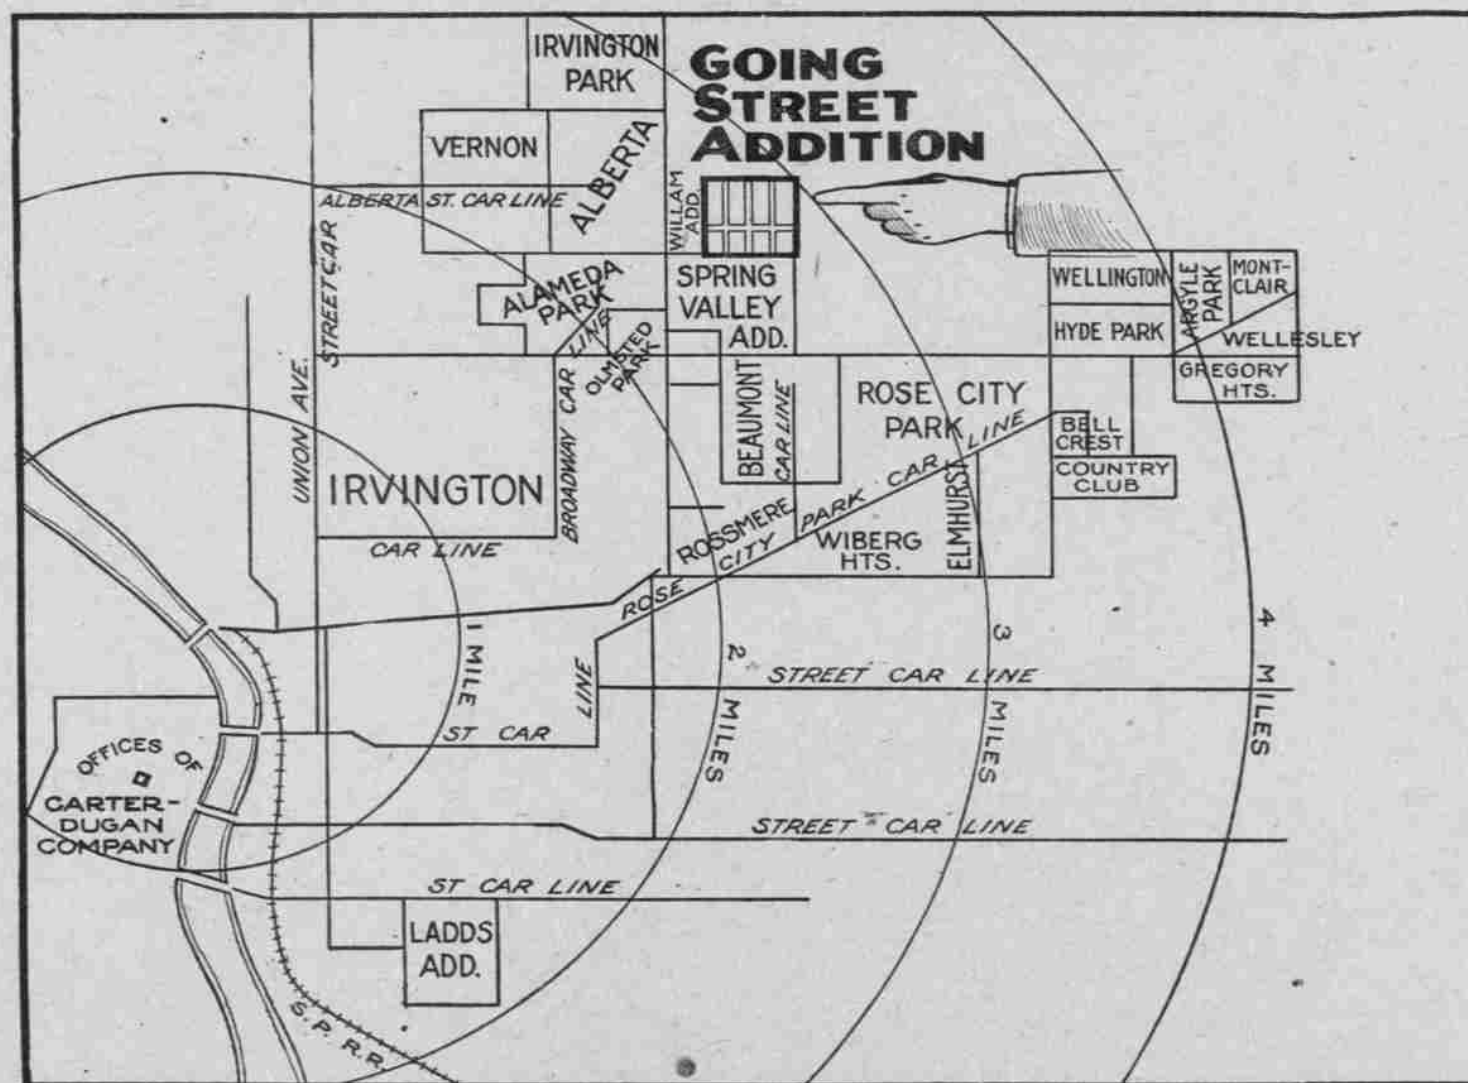 IRVINGTON
PARK
GOING
STREET
ADDITION
VERNON
ALBERTA
ALBERTA ST. CAR LINE
WILLAM
ADD.
STREET CAR
UNION AVE.
ALAMEDA
PARK
SPRING
VALLEY
ADD.
WELLINGTON
ARGYLE
PARK
MONT-
CLAIR
HYDE PARK
WELLESLEY
GREGORY
HTS.
OLMSTED
PARK
BROADWAY CAR LINE
BEAUMONT
CAR LINE
ROSE CITY
PARK
BELL
CREST
COUNTRY
CLUB
IRVINGTON
CAR LINE
ROSSMERE
ROSE CITY PARK CAR LINE
WIBERG
HTS.
ELMHURST
1 MILE
2 MILES
3 MILES
4 MILES
STREET CAR LINE
ST CAR LINE
OFFICES OF
CARTER-
DUGAN
COMPANY
STREET CAR LINE
ST CAR LINE
LADDS
ADD.
S.P. R.R.